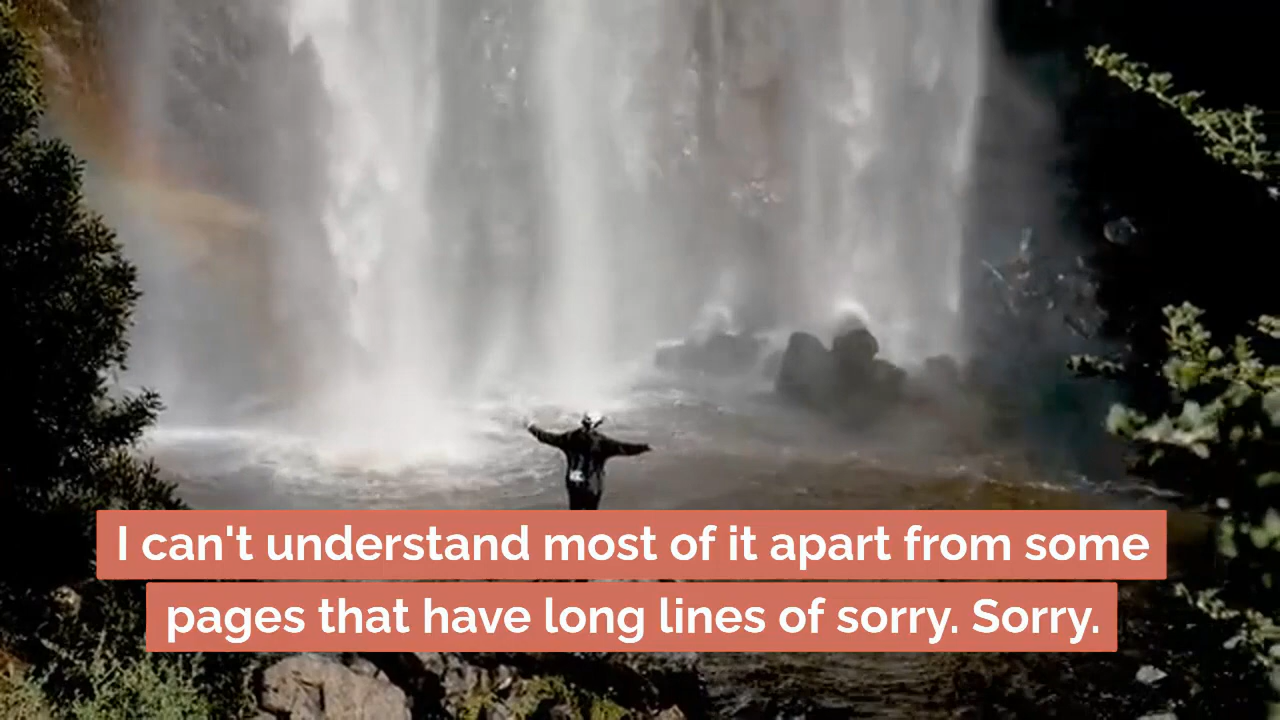 I can't understand most of it apart from some
pages that have long lines of sorry. Sorry.